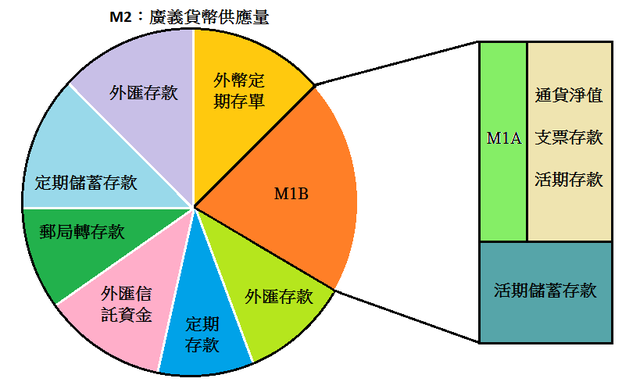 M2：廣義貨幣供應量
外匯存款
外幣定
期存單
定期儲蓄存款
M1B
郵局轉存款
外匯信
託資金
定期
存款
外匯存款
M1A
通貨淨值
支票存款
活期存款
活期儲蓄存款